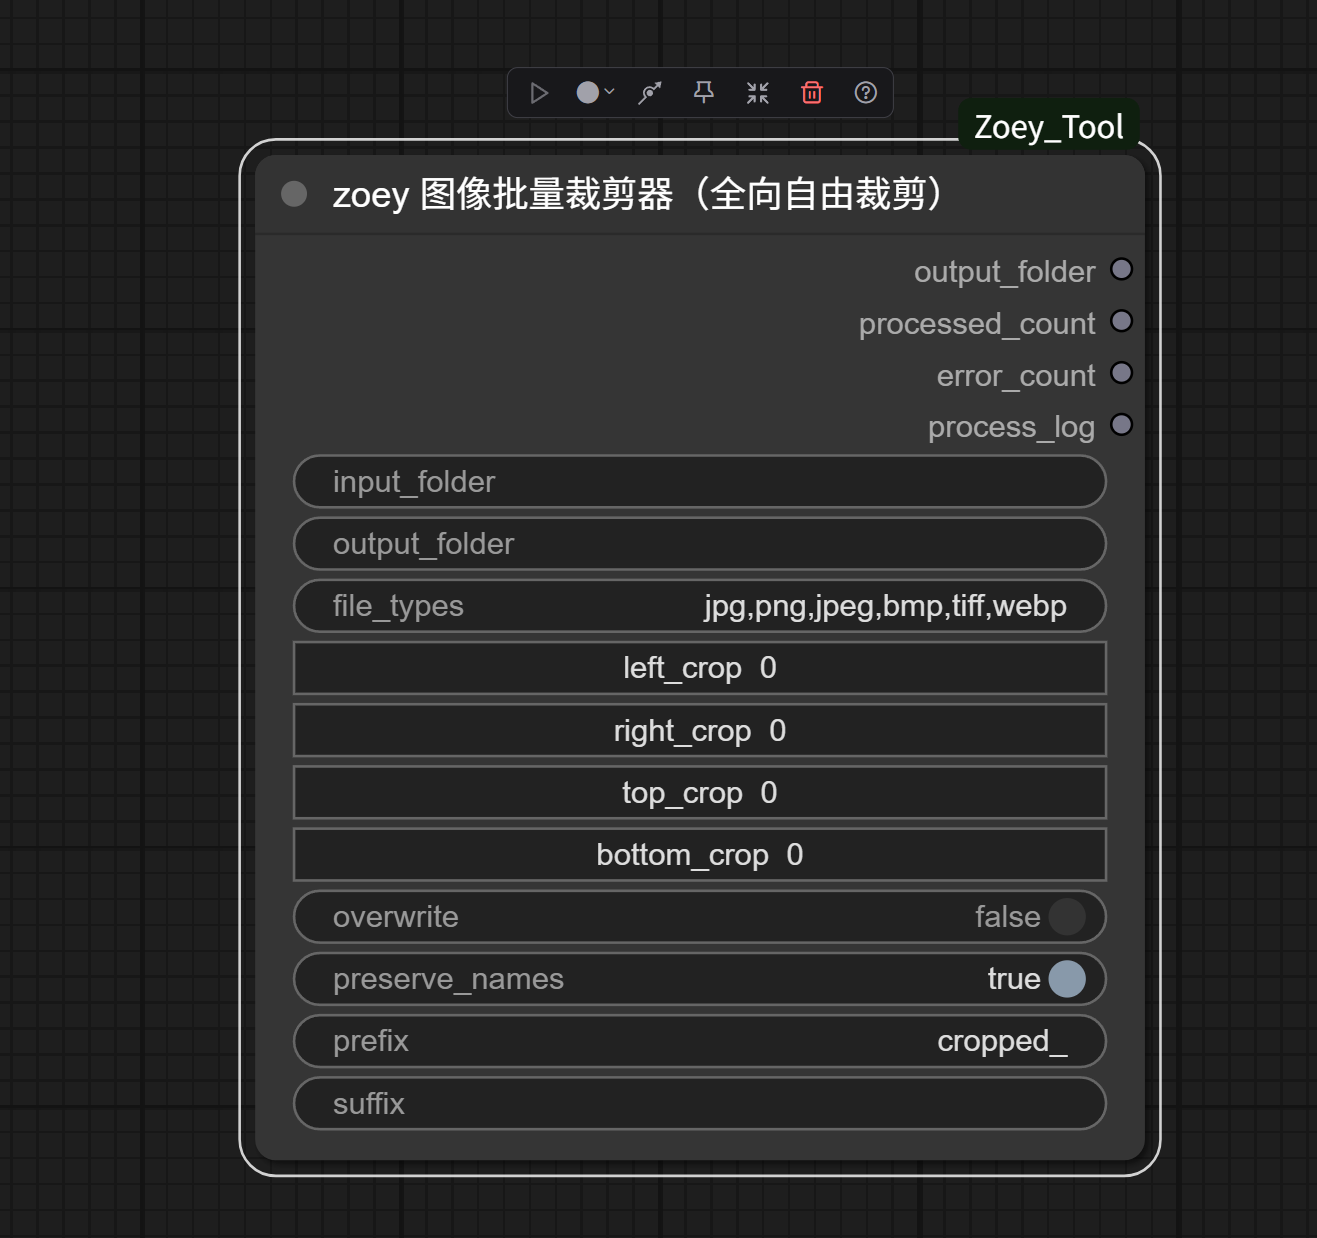 Zoey_Tool
zoey 图像批量裁剪器（全向自由裁剪）
output_folder
processed_count
error_count
process_log
input_folder
output_folder
file_types jpg,png,jpeg,bmp,tiff,webp
left_crop 0
right_crop 0
top_crop 0
bottom_crop 0
overwrite false
preserve_names true
prefix cropped_
suffix